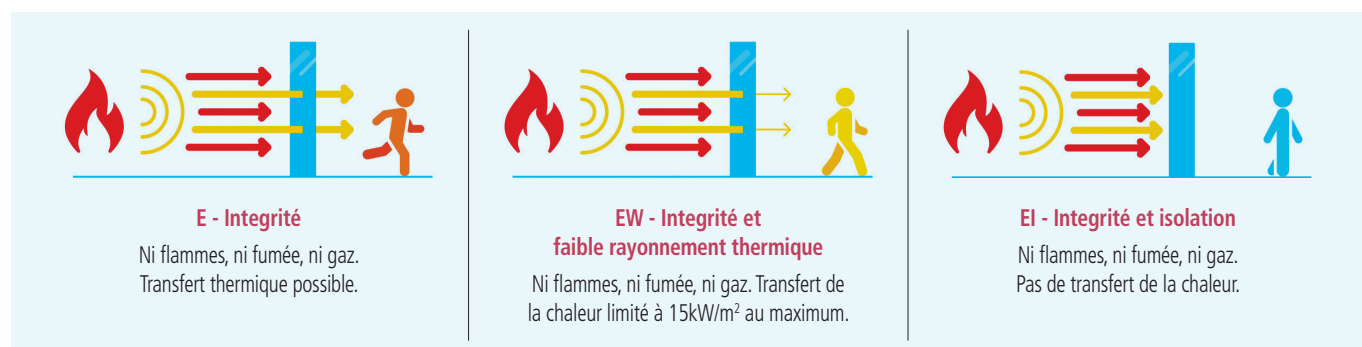 E - Integrité
Ni flammes, ni fumée, ni gaz.
Transfert thermique possible.
EW - Integrité et
faible rayonnement thermique
Ni flammes, ni fumée, ni gaz. Transfert de
la chaleur limité à 15kW/m² au maximum.
EI - Integrité et isolation
Ni flammes, ni fumée, ni gaz.
Pas de transfert de la chaleur.